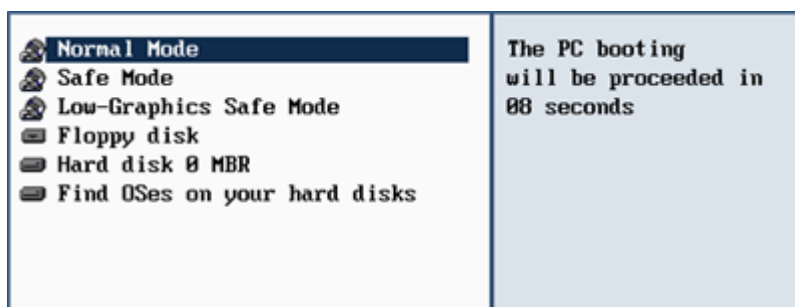 Normal Mode
Safe Mode
Low-Graphics Safe Mode
Floppy disk
Hard disk 0 MBR
Find OSes on your hard disks
The PC booting
will be proceeded in
08 seconds